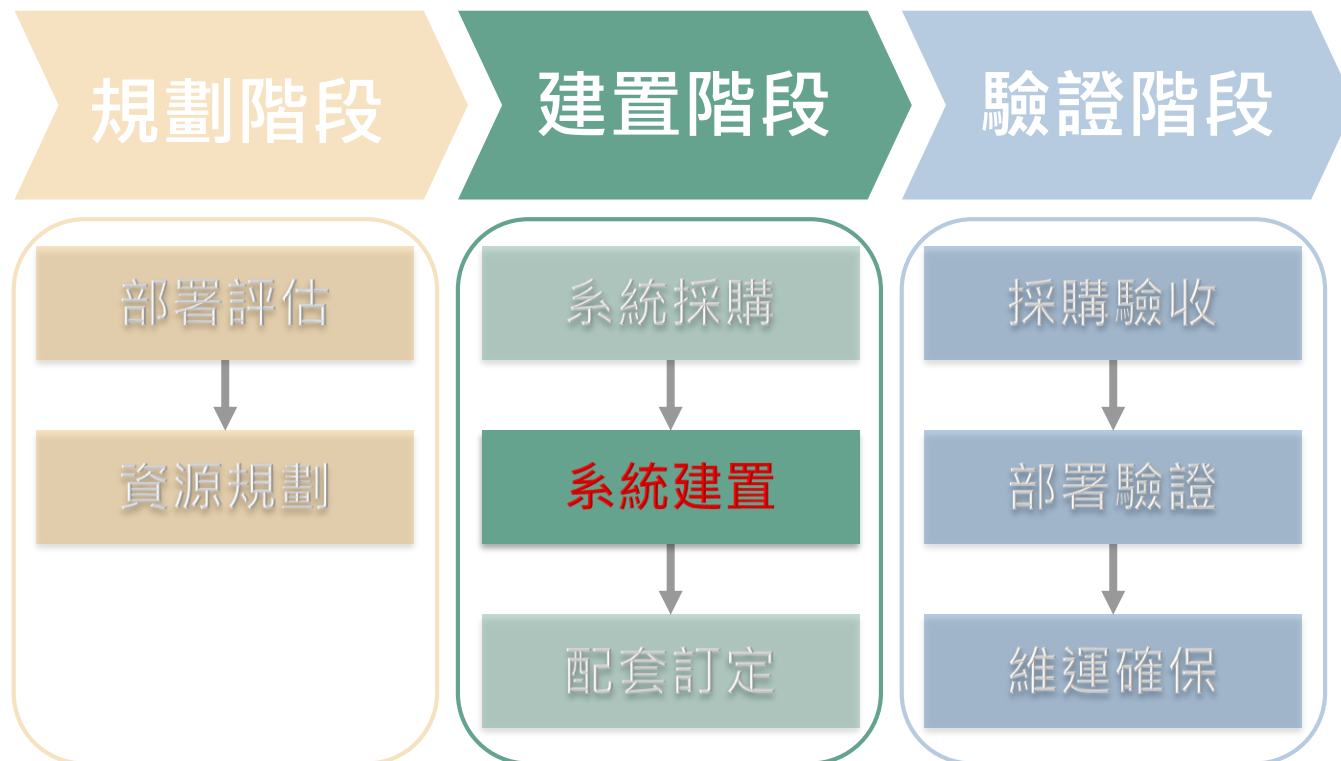 規劃階段
建置階段
驗證階段
部署評估
資源規劃
系統採購
系統建置
配套訂定
採購驗收
部署驗證
維運確保